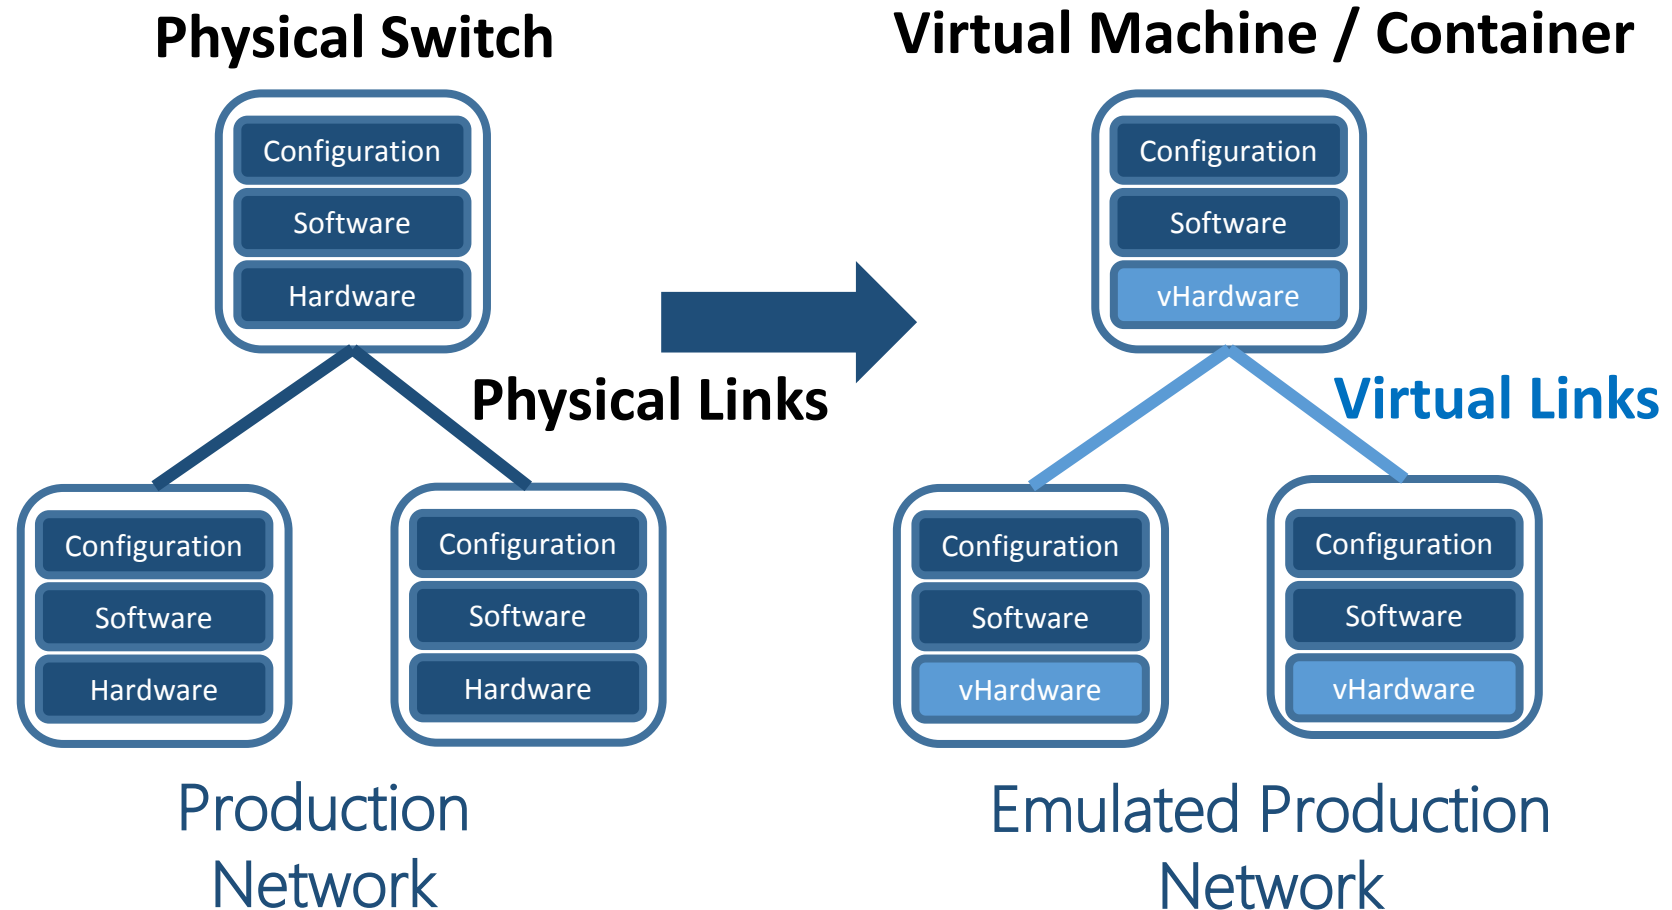 Physical Switch
Virtual Machine / Container
Configuration
Software
Hardware
Configuration
Software
vHardware
Physical Links
Virtual Links
Configuration
Software
Hardware
Configuration
Software
Hardware
Configuration
Software
vHardware
Configuration
Software
vHardware
Production
Network
Emulated Production
Network